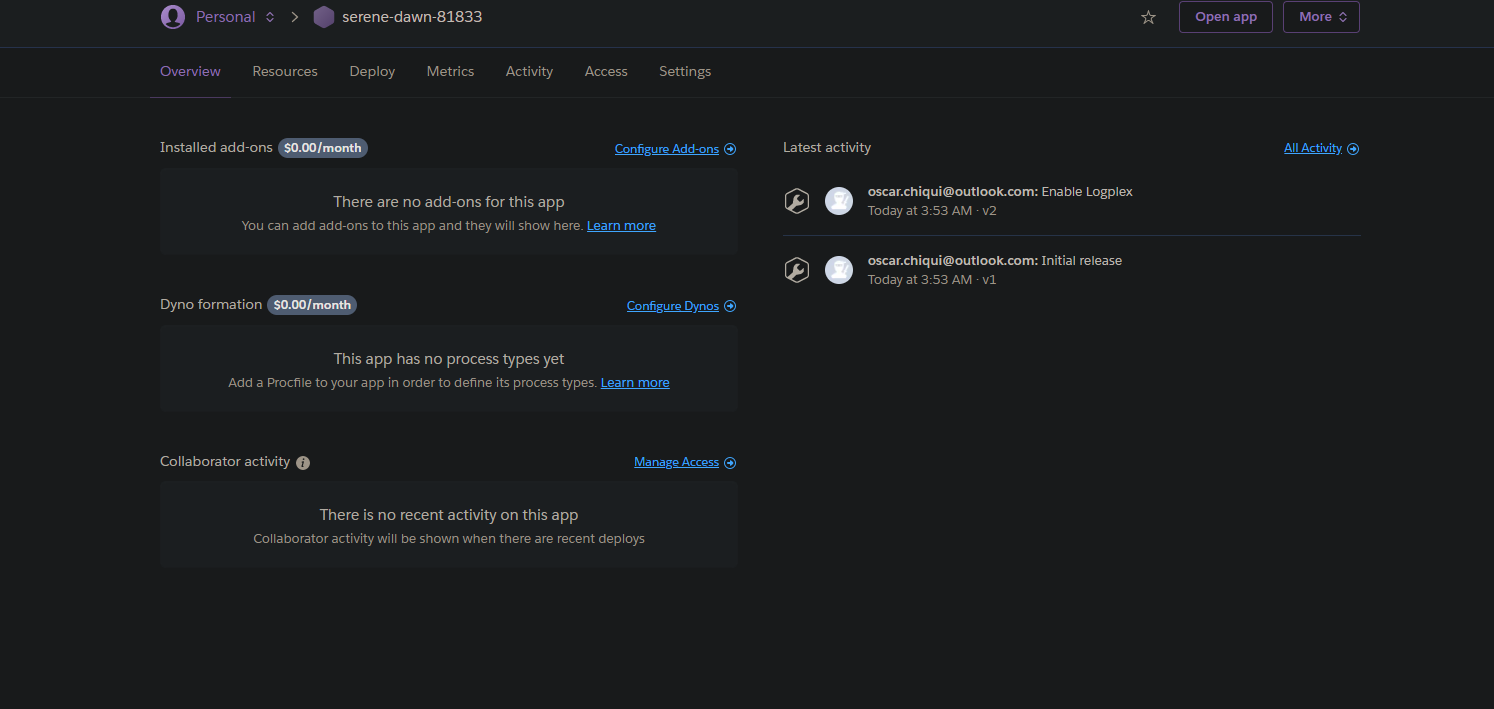 Personal serene-dawn-81833 Open app More
Overview Resources Deploy Metrics Activity Access Settings
Installed add-ons $0.00/month Configure Add-ons
There are no add-ons for this app
You can add add-ons to this app and they will show here. Learn more
Dyno formation $0.00/month Configure Dynos
This app has no process types yet
Add a Procfile to your app in order to define its process types. Learn more
Collaborator activity i Manage Access
There is no recent activity on this app
Collaborator activity will be shown when there are recent deploys
Latest activity All Activity
oscar.chiqui@outlook.com: Enable Logplex
Today at 3:53 AM · v2
oscar.chiqui@outlook.com: Initial release
Today at 3:53 AM · v1